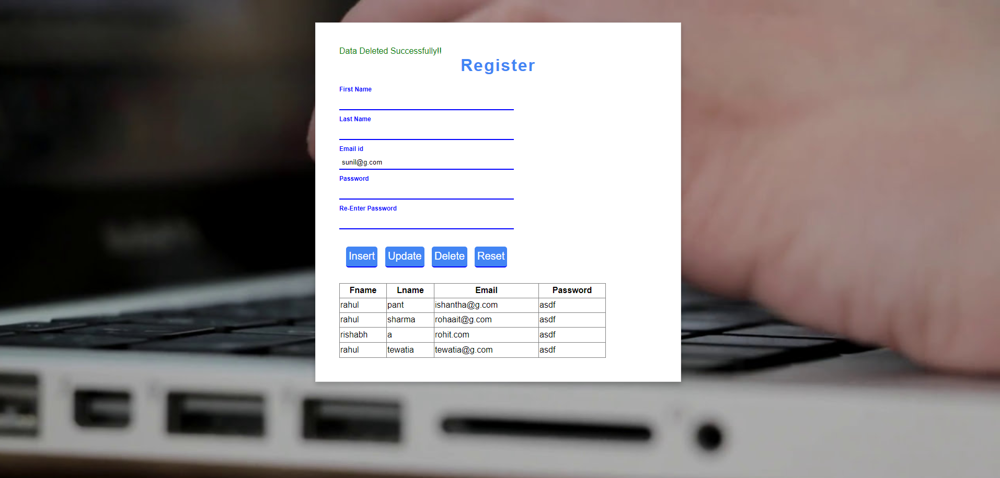 Data Deleted Successfully!!
Register
First Name
Last Name
Email id
sunil@g.com
Password
Re-Enter Password
Insert Update Delete Reset
Fname Lname Email Password
rahul pant ishantha@g.com asdf
rahul sharma rohaait@g.com asdf
rishabh a rohit.com asdf
rahul tewatia tewatia@g.com asdf